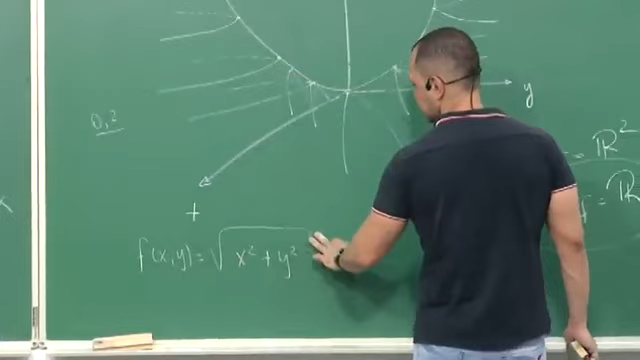 y
0,2
= ℝ²
f = ℝ
+
f(x,y) = √x² + y²